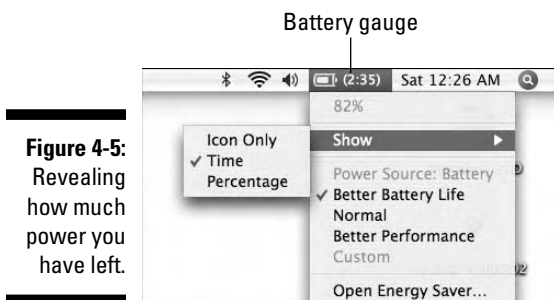 Battery gauge
(2:35) Sat 12:26 AM
82%
Show
Icon Only
Time
Percentage
Power Source: Battery
Better Battery Life
Normal
Better Performance
Custom
Open Energy Saver...
Figure 4-5:
Revealing
how much
power you
have left.